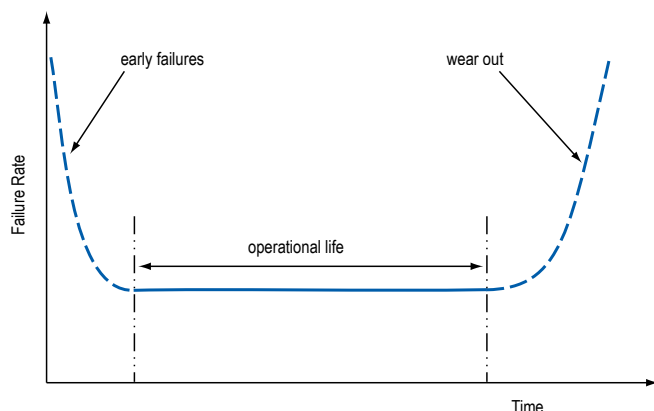 early failures
wear out
Failure Rate
operational life
Time